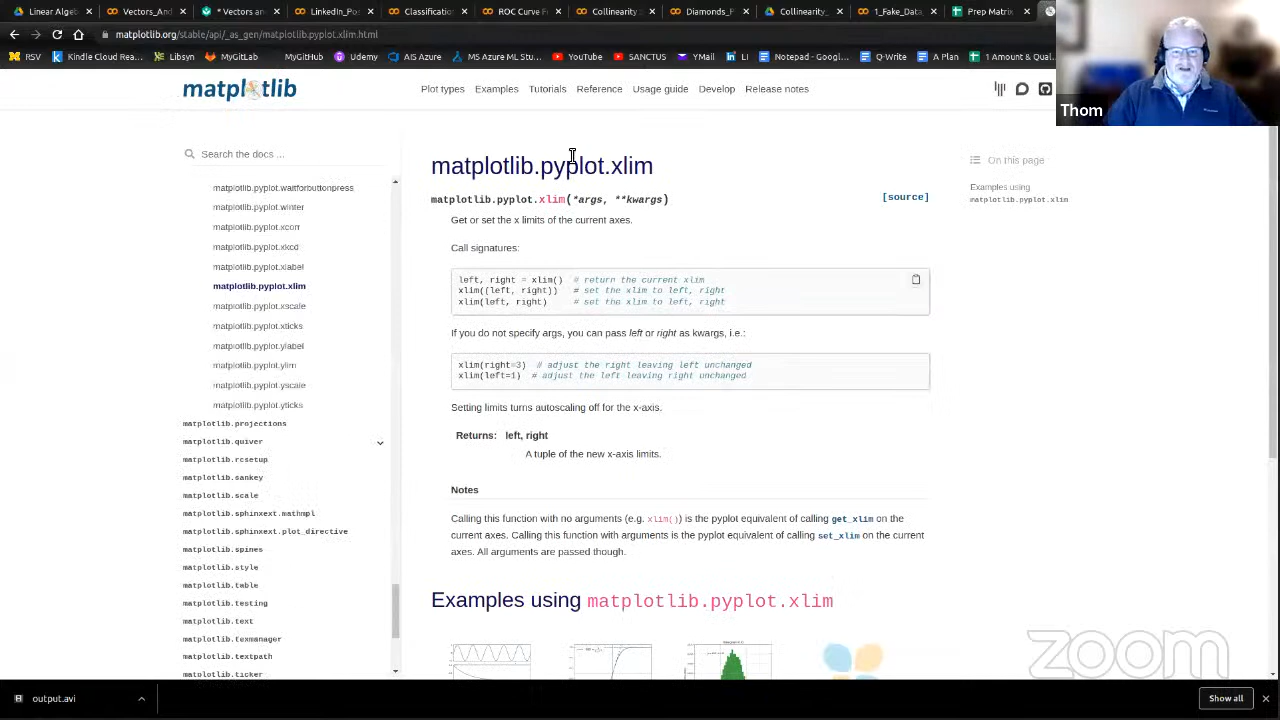 Linear Algeb
Vectors and
* Vectors an
LinkedIn_Pos
Classification
ROC Curve F
Collinearity_
Diamonds_F
Collinearity_
1_Fake_Data
Prep Matrix
matplotlib.org/stable/api/_as_gen/matplotlib.pyplot.xlim.html
RSV
Kindle Cloud Rea...
Libsyn
MyGitLab
MyGitHub
Udemy
AIS Azure
MS Azure ML
YouTube
SANCTUS
YMail
LI
GDrive
1 Amount & Qual
Thom
matplotlib
Plot types
Examples
Tutorials
Reference
Usage guide
Develop
Release notes
Search the docs ...
matplotlib.pyplot.waitforbuttonpress
matplotlib.pyplot.winter
matplotlib.pyplot.xcorr
matplotlib.pyplot.xkcd
matplotlib.pyplot.xlabel
matplotlib.pyplot.xlim
matplotlib.pyplot.xscale
matplotlib.pyplot.xticks
matplotlib.pyplot.ylabel
matplotlib.pyplot.ylim
matplotlib.pyplot.yscale
matplotlib.pyplot.yticks
matplotlib.projections
matplotlib.quiver
matplotlib.rcsetup
matplotlib.sankey
matplotlib.scale
matplotlib.sphinxext.mathmpl
matplotlib.sphinxext.plot_directive
matplotlib.spines
matplotlib.style
matplotlib.table
matplotlib.testing
matplotlib.text
matplotlib.texmanager
matplotlib.textpath
matplotlib.ticker
matplotlib.pyplot.xlim
matplotlib.pyplot.xlim(*args, **kwargs)
[source]
Get or set the x limits of the current axes.
Call signatures:
left, right = xlim()  # return the current xlim
xlim((left, right))   # set the xlim to left, right
xlim(left, right)     # set the xlim to left, right
If you do not specify args, you can pass left or right as kwargs, i.e.:
xlim(right=3)  # adjust the right leaving left unchanged
xlim(left=1)  # adjust the left leaving right unchanged
Setting limits turns autoscaling off for the x-axis.
Returns: left, right
A tuple of the new x-axis limits.
Notes
Calling this function with no arguments (e.g. xlim()) is the pyplot equivalent of calling get_xlim on the
current axes. Calling this function with arguments is the pyplot equivalent of calling set_xlim on the current
axes. All arguments are passed though.
Examples using matplotlib.pyplot.xlim
On this page
Examples using
matplotlib.pyplot.xlim
zoom
output.avi
Show all